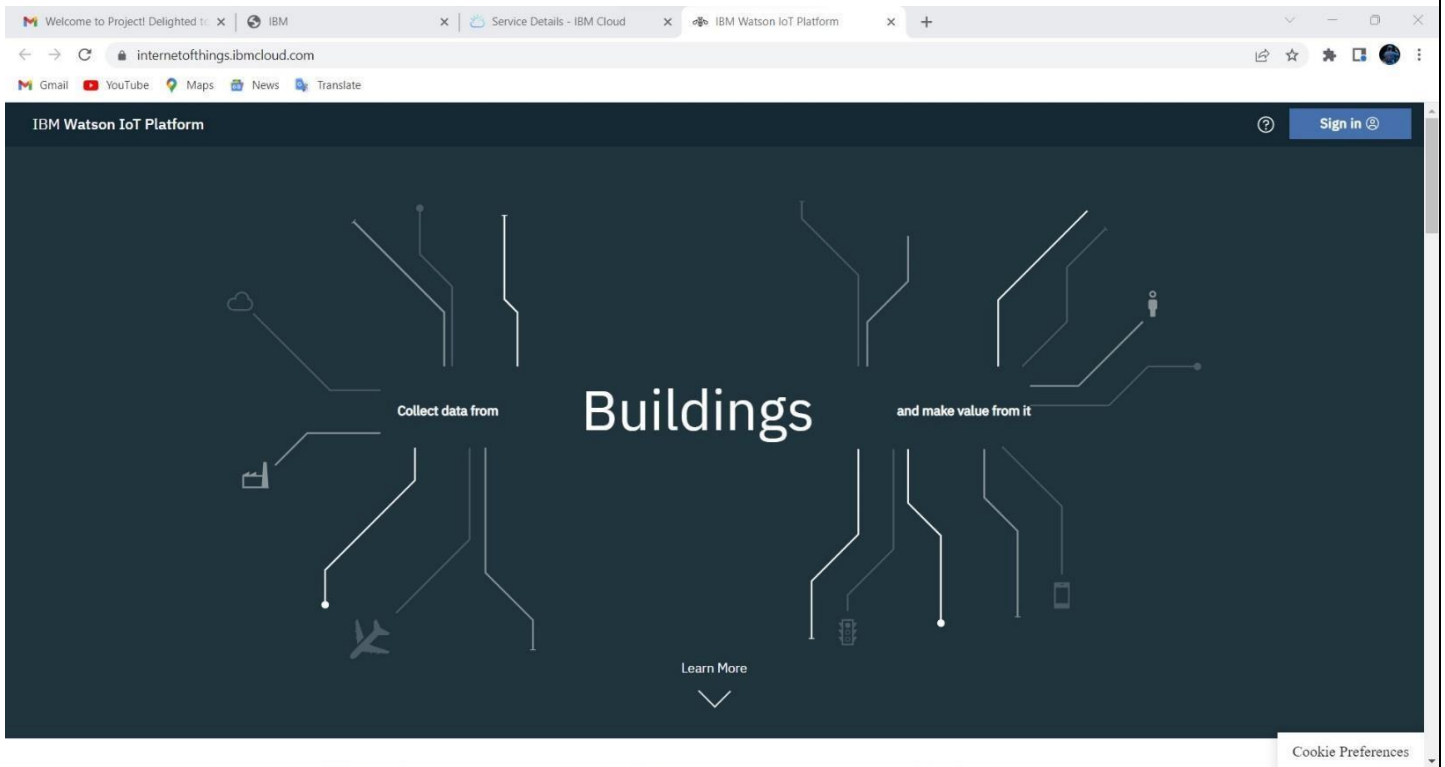 Welcome to Project! Delighted to
IBM
Service Details - IBM Cloud
IBM Watson IoT Platform
internetofthings.ibmcloud.com
Gmail YouTube Maps News Translate
IBM Watson IoT Platform
Sign in
Collect data from Buildings and make value from it
Learn More
Cookie Preferences